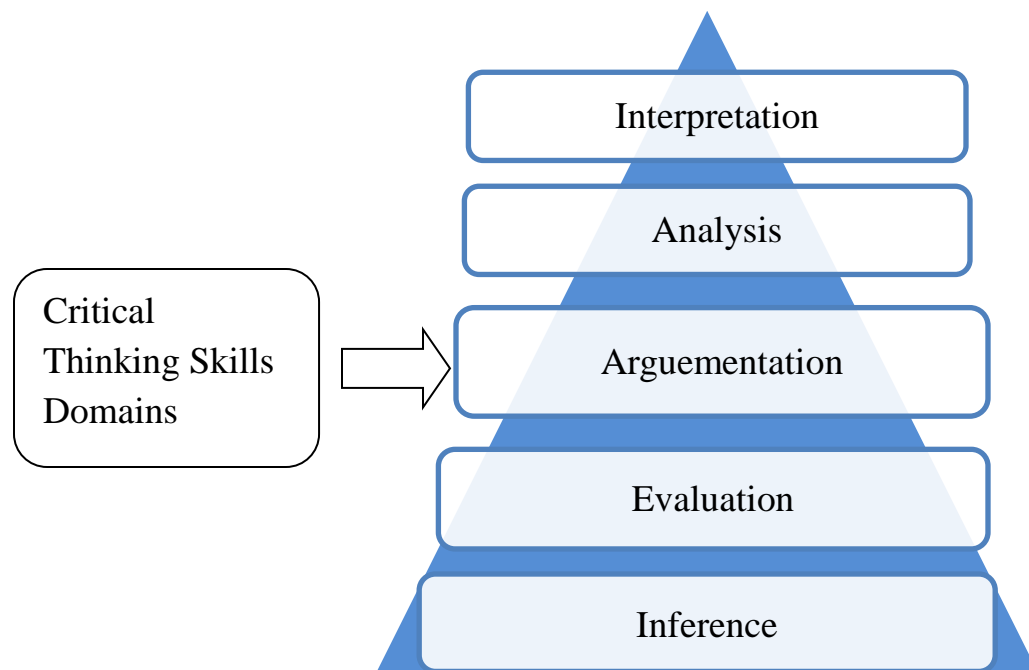 Interpretation
Analysis
Critical
Thinking Skills
Domains
Arguementation
Evaluation
Inference